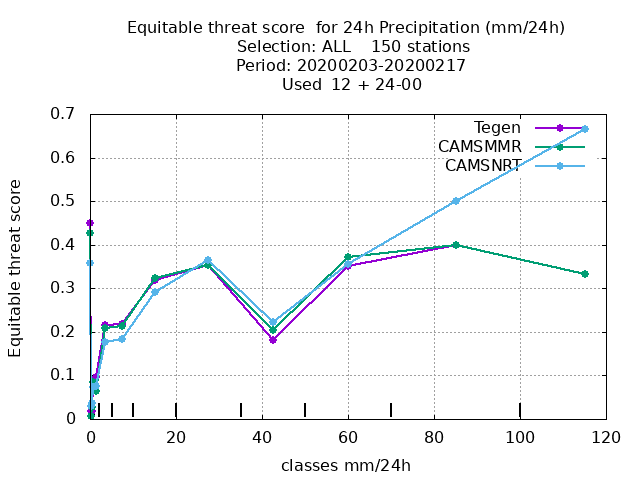 Equitable threat score  for 24h Precipitation (mm/24h)
Selection: ALL    150 stations
Period: 20200203-20200217
Used  12 + 24-00
0.7
0.6
0.5
0.4
0.3
0.2
0.1
0
Equitable threat score
Tegen
CAMSMMR
CAMSNRT
0 20 40 60 80 100 120
classes mm/24h